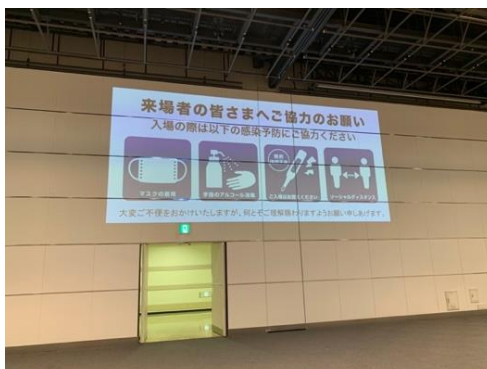 来場者の皆さまへご協力のお願い
入場の際は以下の感染予防にご協力ください
マスクの着用
手指のアルコール消毒
ソーシャルディスタンス
大変ご不便をおかけいたしますが、何とぞご理解賜わりますようお願い申しあげます。